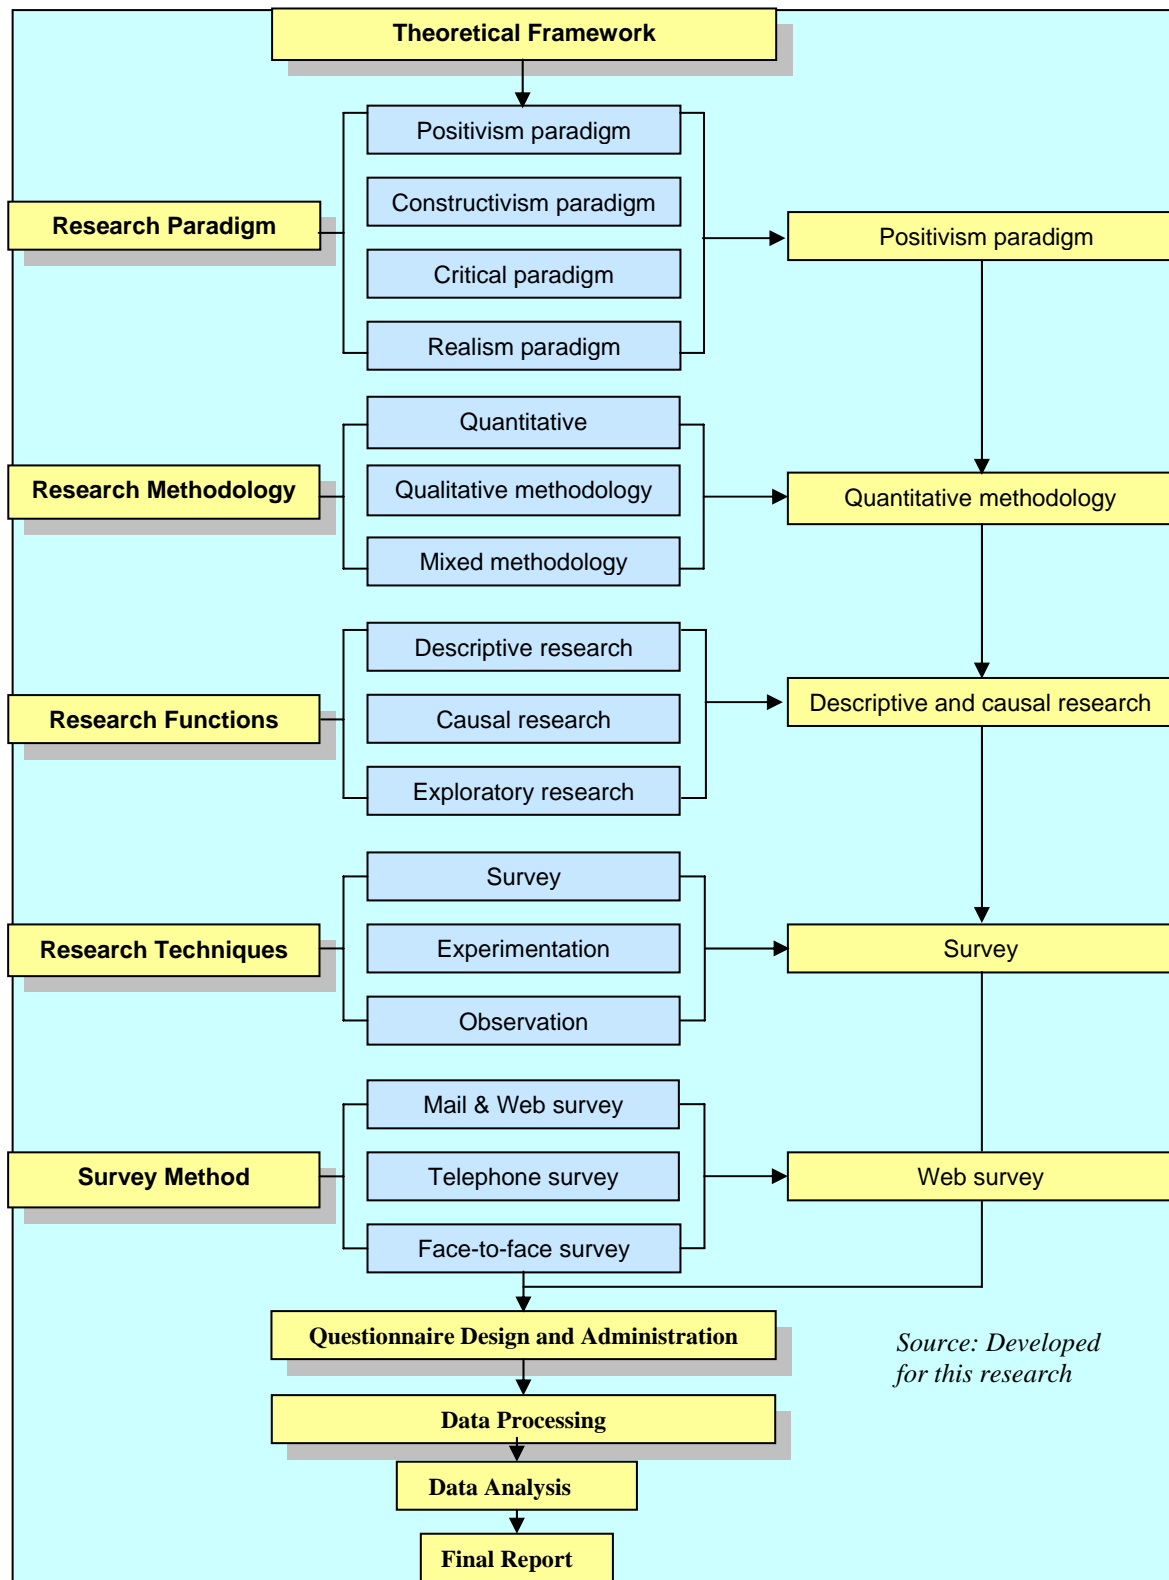 Theoretical Framework
Positivism paradigm
Constructivism paradigm
Research Paradigm
Positivism paradigm
Critical paradigm
Realism paradigm
Quantitative
Research Methodology
Qualitative methodology
Quantitative methodology
Mixed methodology
Descriptive research
Research Functions
Causal research
Descriptive and causal research
Exploratory research
Survey
Research Techniques
Experimentation
Survey
Observation
Mail & Web survey
Survey Method
Telephone survey
Web survey
Face-to-face survey
Questionnaire Design and Administration
Source: Developed
for this research
Data Processing
Data Analysis
Final Report